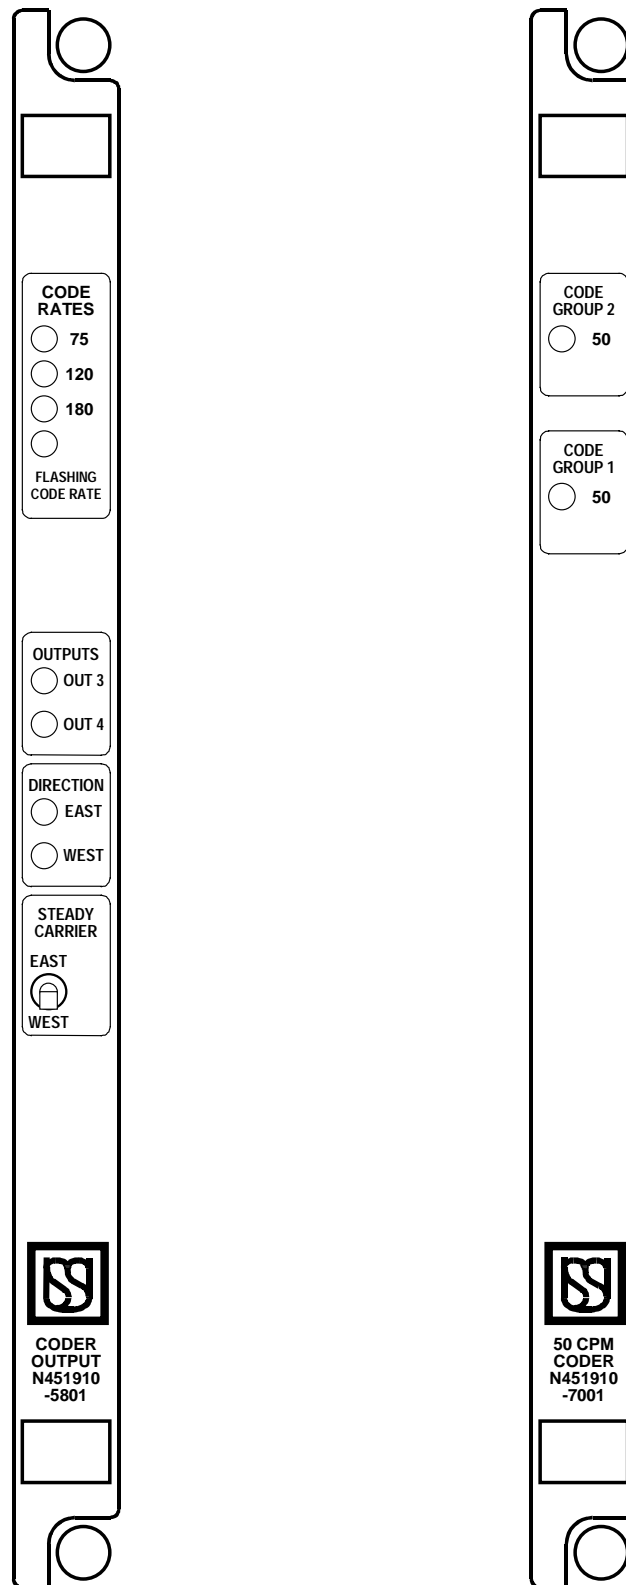 CODE
RATES
75
120
180
FLASHING
CODE RATE
OUTPUTS
OUT 3
OUT 4
DIRECTION
EAST
WEST
STEADY
CARRIER
EAST
WEST
CODER
OUTPUT
N451910
-5801
CODE
GROUP 2
50
CODE
GROUP 1
50
50 CPM
CODER
N451910
-7001